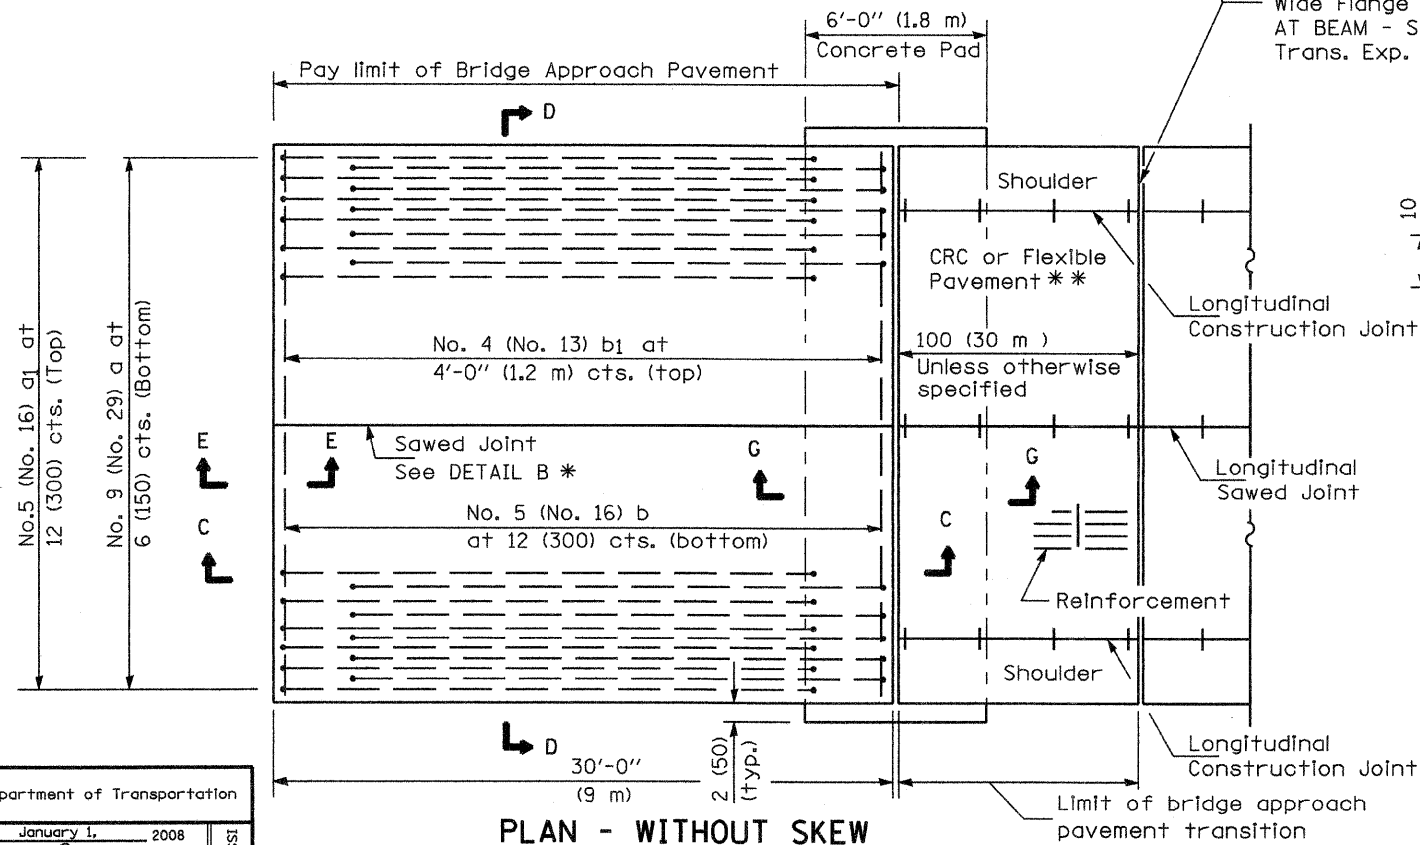 6'-0" (1.8 m)
Concrete Pad
Wide Flange
AT BEAM - S
Trans. Exp.
Pay limit of Bridge Approach Pavement
D
Shoulder
CRC or Flexible
Pavement * *
10
Longitudinal
Construction Joint
No.5 (No. 16) a1 at
12 (300) cts. (Top)
No. 9 (No. 29) a at
6 (150) cts. (Bottom)
No. 4 (No. 13) b1 at
4'-0" (1.2 m) cts. (top)
100 (30 m )
Unless otherwise
specified
E
E
Sawed Joint
See DETAIL B *
G
G
Longitudinal
Sawed Joint
C
No. 5 (No. 16) b
at 12 (300) cts. (bottom)
C
Reinforcement
Shoulder
D
30'-0"
(9 m)
2 (50)
(typ.)
Longitudinal
Construction Joint
Limit of bridge approach
pavement transition
partment of Transportation
January 1, 2008
PLAN - WITHOUT SKEW